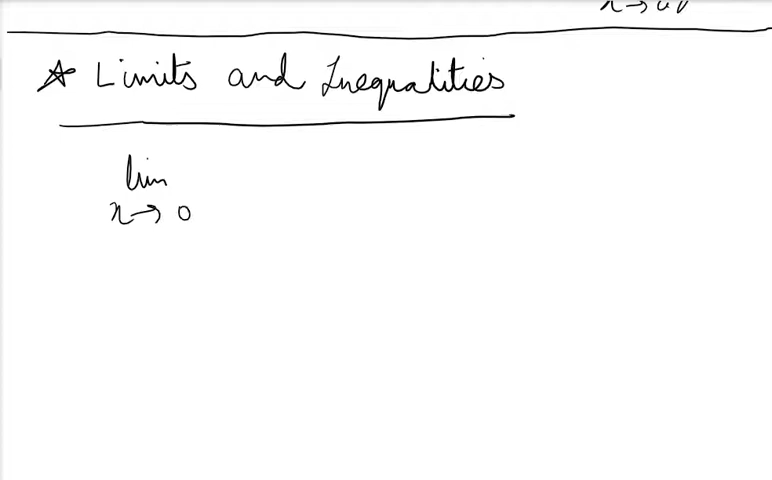 ★ Limits and Inequalities
lim
x → 0